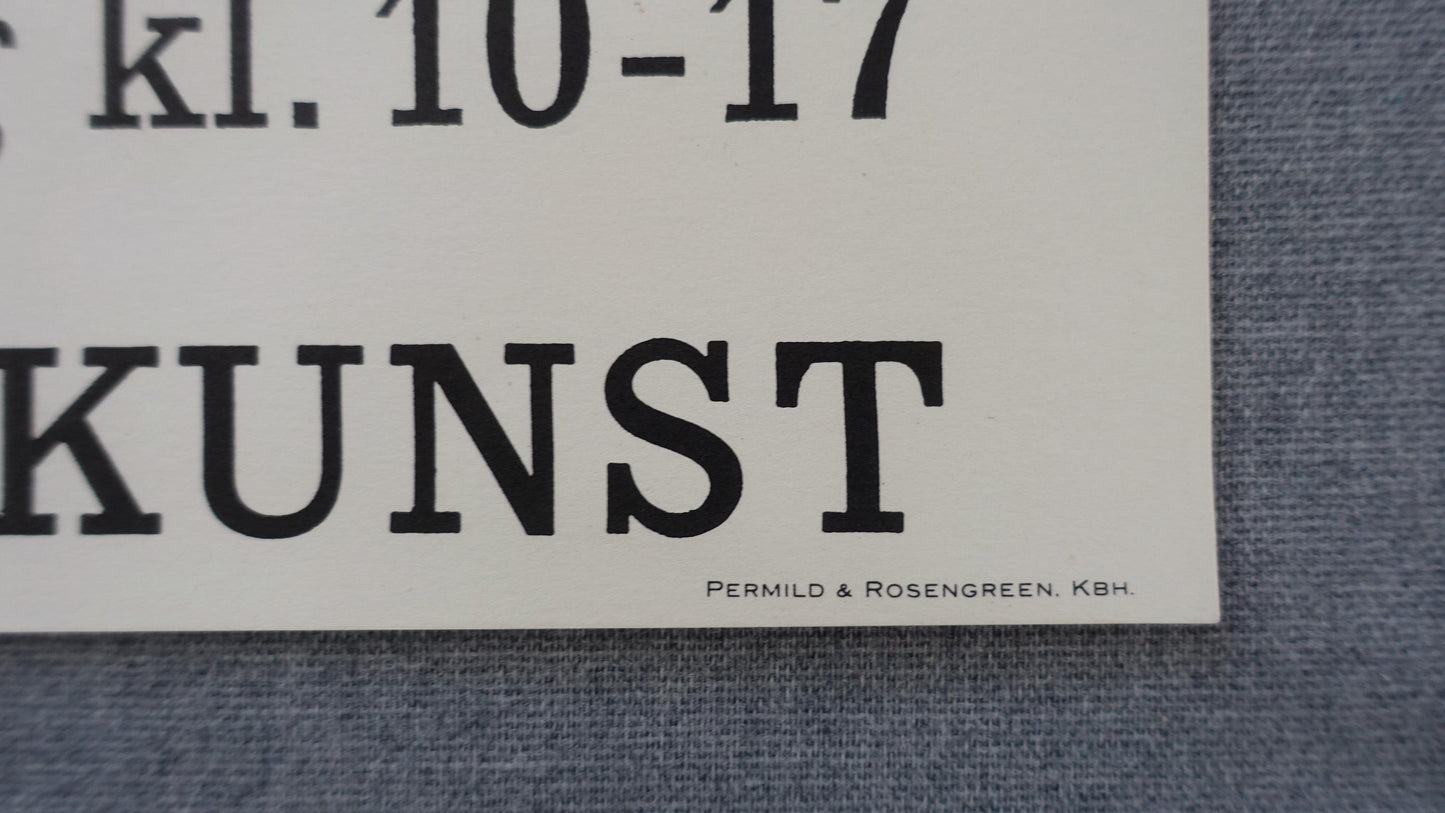 kl. 10-17
KUNST
PERMILD & ROSENGREEN. KBH.